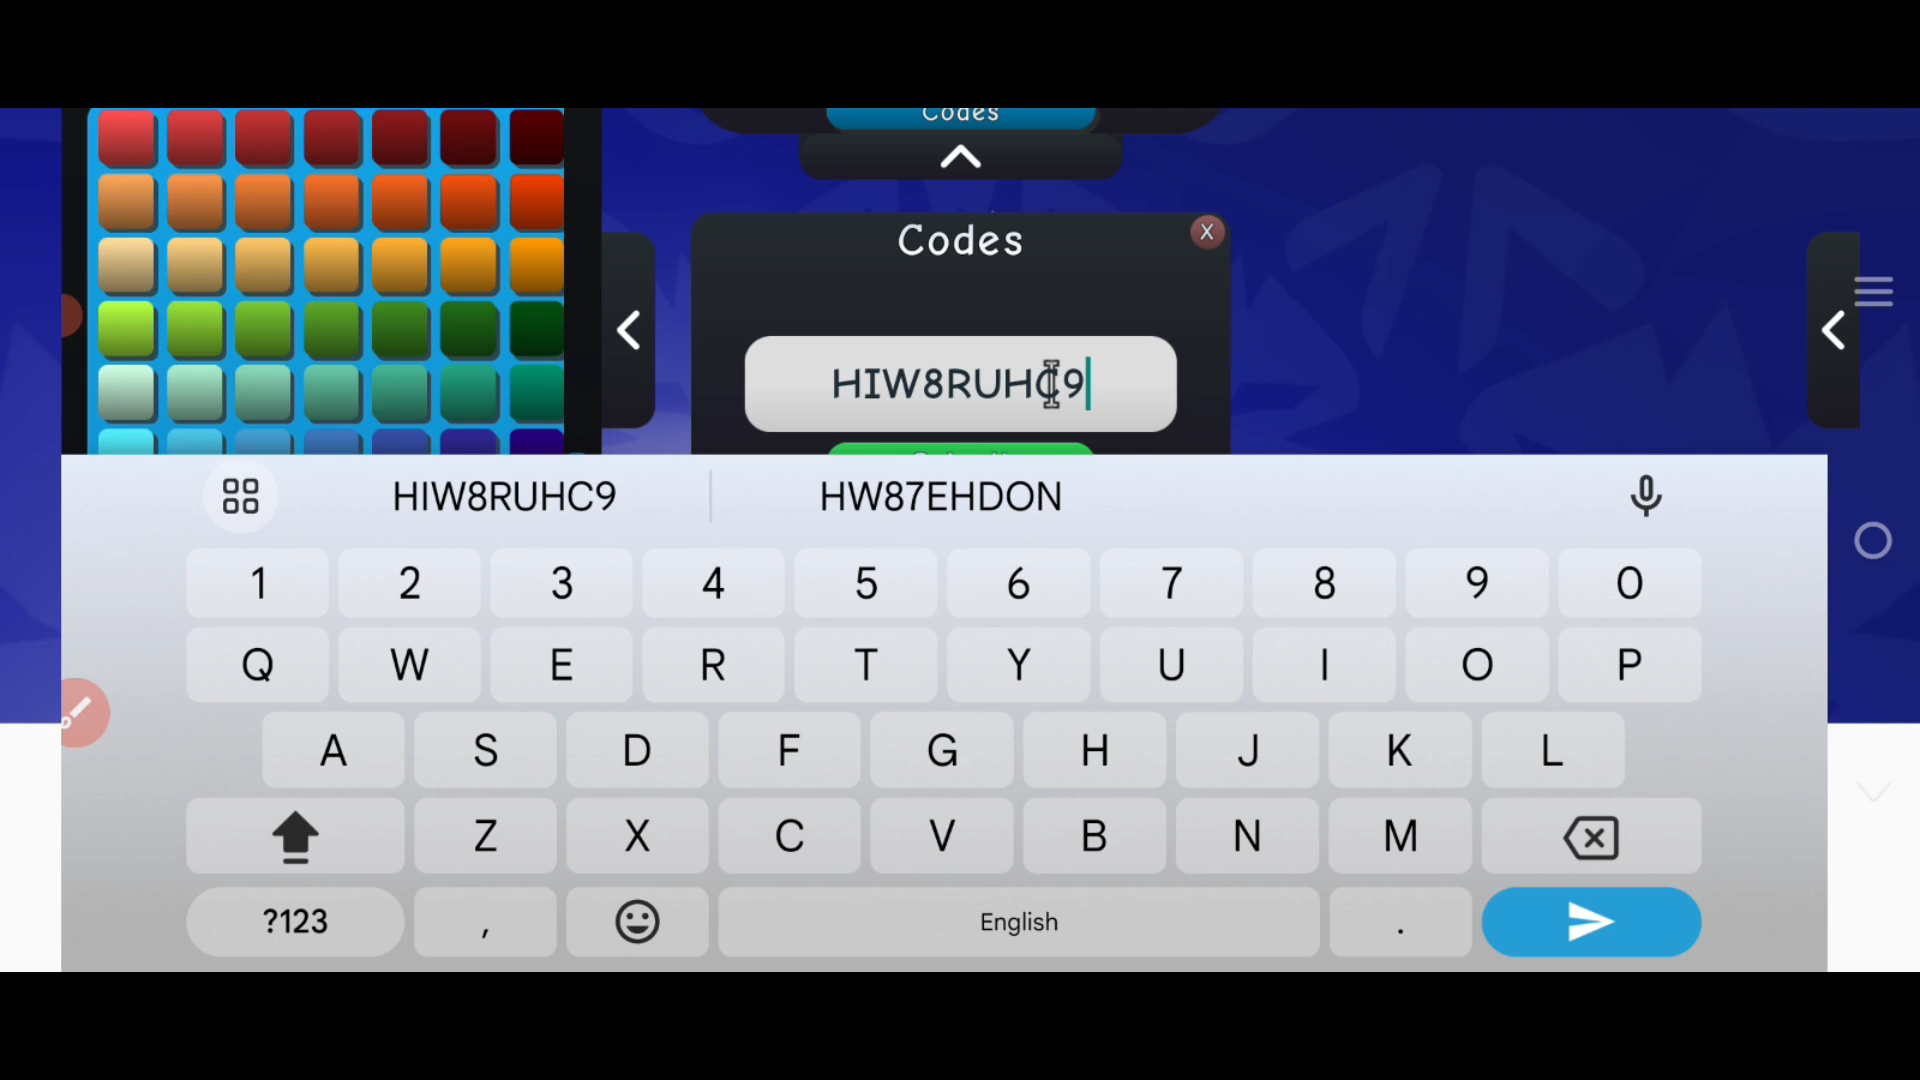 Codes
Codes
X
HIW8RUHC9
HIW8RUHC9 HW87EHDON
1 2 3 4 5 6 7 8 9 0
Q W E R T Y U I O P
A S D F G H J K L
Z X C V B N M
?123 , English .